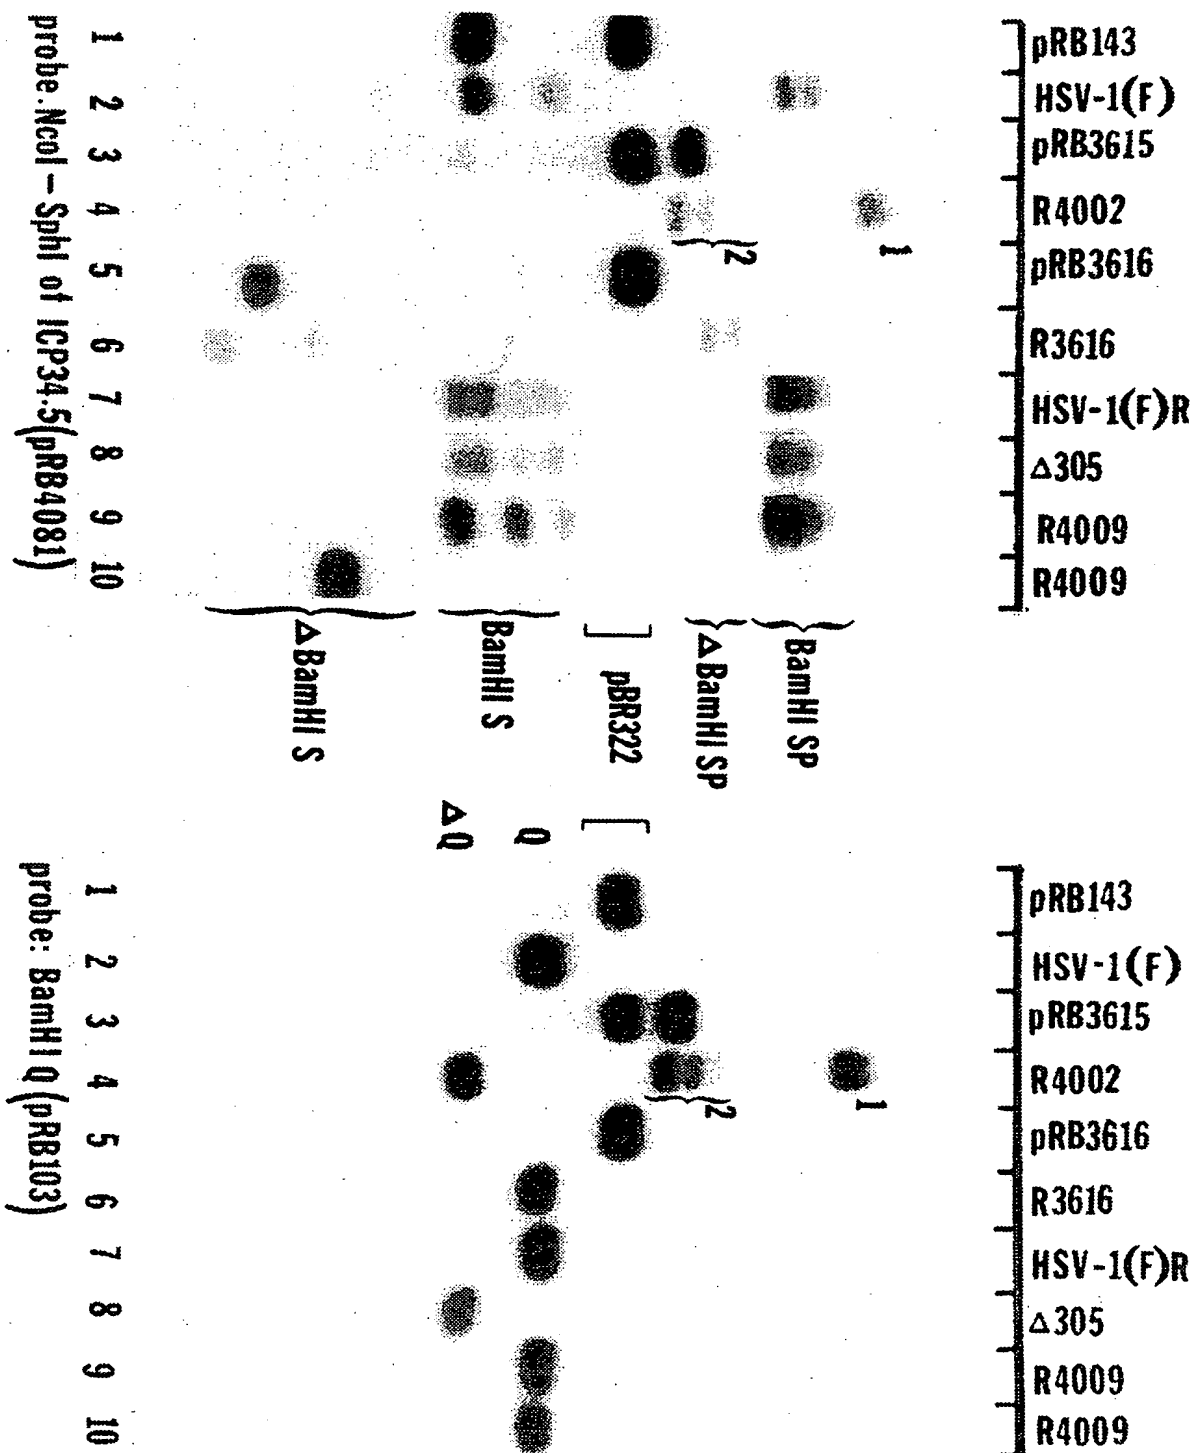 pRB143
HSV-1(F)
pRB3615
R4002
pRB3616
R3616
HSV-1(F)R
Δ305
R4009
R4009
1
2
3
4
5
6
7
8
9
10
1
2
BamHI SP
ΔBamHI SP
pBR322
BamHI S
ΔBamHI S
probe.NcoI-SphI of ICP34.5(pRB4081)
pRB143
HSV-1(F)
pRB3615
R4002
pRB3616
R3616
HSV-1(F)R
Δ305
R4009
R4009
1
2
3
4
5
6
7
8
9
10
1
2
Q
ΔQ
probe: BamHI Q (pRB103)